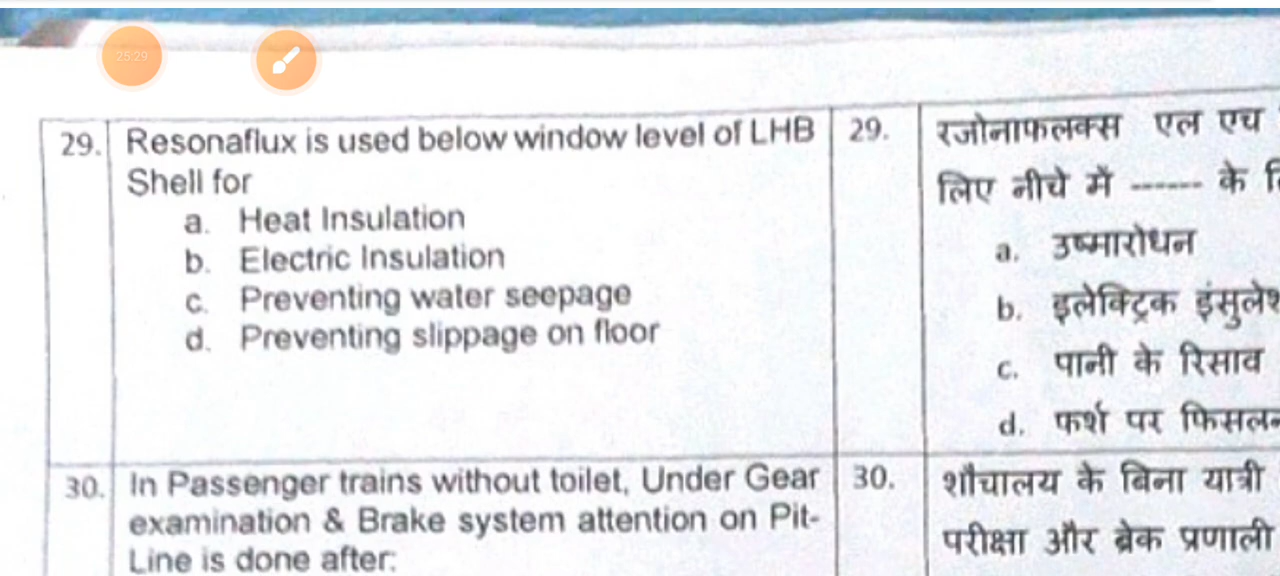 25:29
29. Resonaflux is used below window level of LHB
Shell for
a. Heat Insulation
b. Electric Insulation
c. Preventing water seepage
d. Preventing slippage on floor
30. In Passenger trains without toilet, Under Gear
examination & Brake system attention on Pit-
Line is done after:
29. रजोनाफलक्स एल एच
लिए नीचे में ------ के
a. उष्मारोधन
b. इलेक्ट्रिक
c. पानी के रिसाव
d. फर्श पर
30. शौचालय के बिना यात्री
परीक्षा और ब्रेक प्रणाली